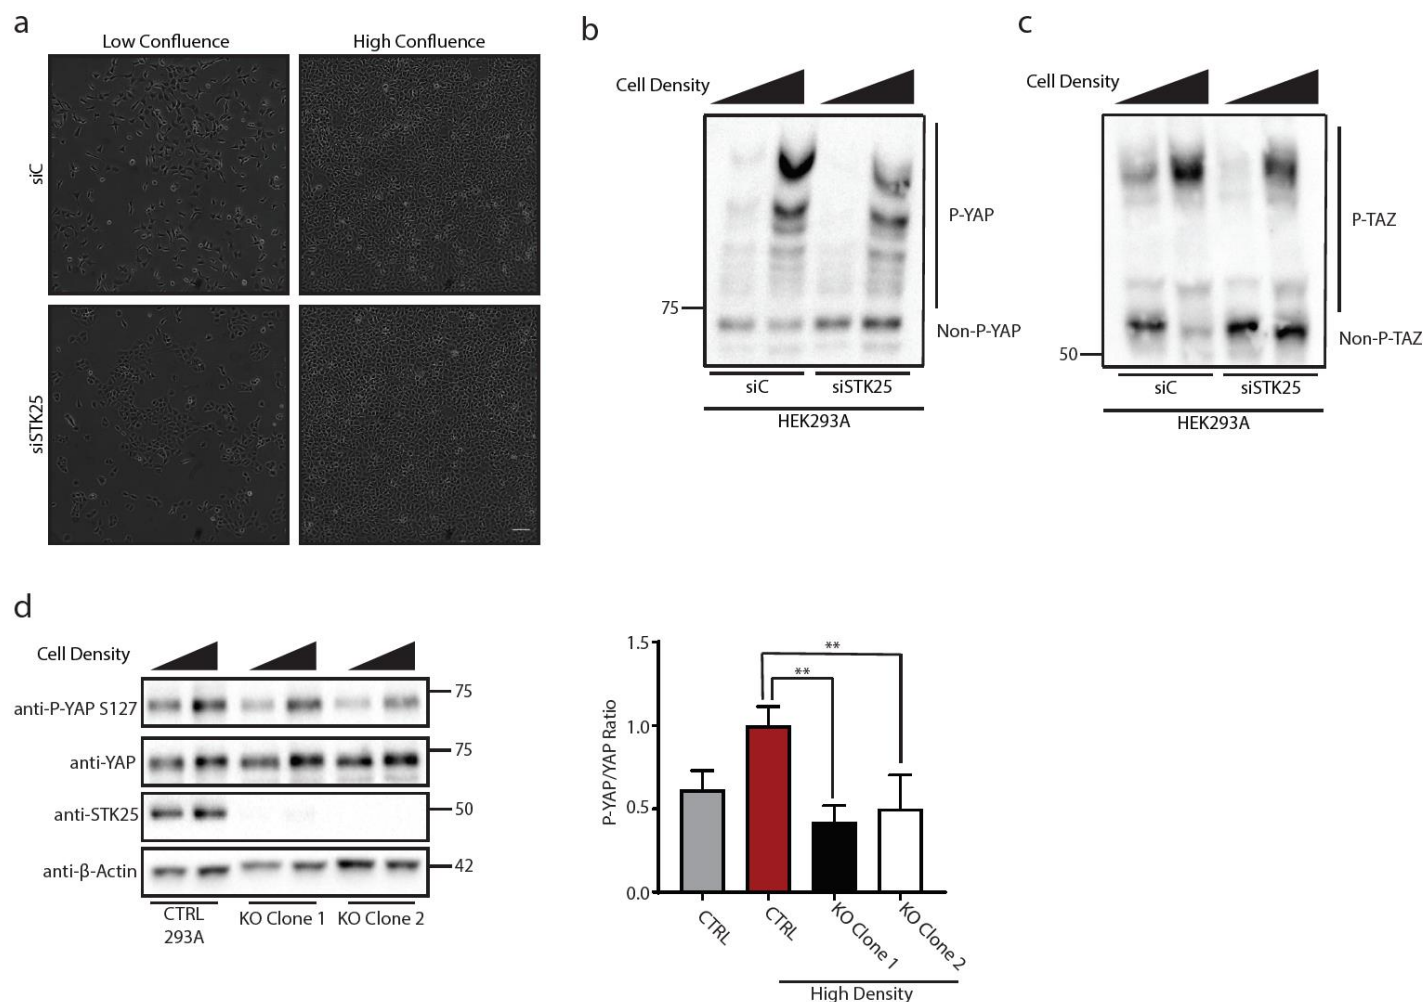 a
Low Confluence
High Confluence
siC
siSTK25
b
Cell Density
P-YAP
75
Non-P-YAP
siC
siSTK25
HEK293A
c
Cell Density
P-TAZ
Non-P-TAZ
50
siC
siSTK25
HEK293A
d
Cell Density
anti-P-YAP S127
75
anti-YAP
75
anti-STK25
50
anti-β-Actin
42
CTRL
293A
KO Clone 1
KO Clone 2
P-YAP/YAP Ratio
1.5
1.0
0.5
0.0
**
**
CTRL
CTRL
KO Clone 1
KO Clone 2
High Density